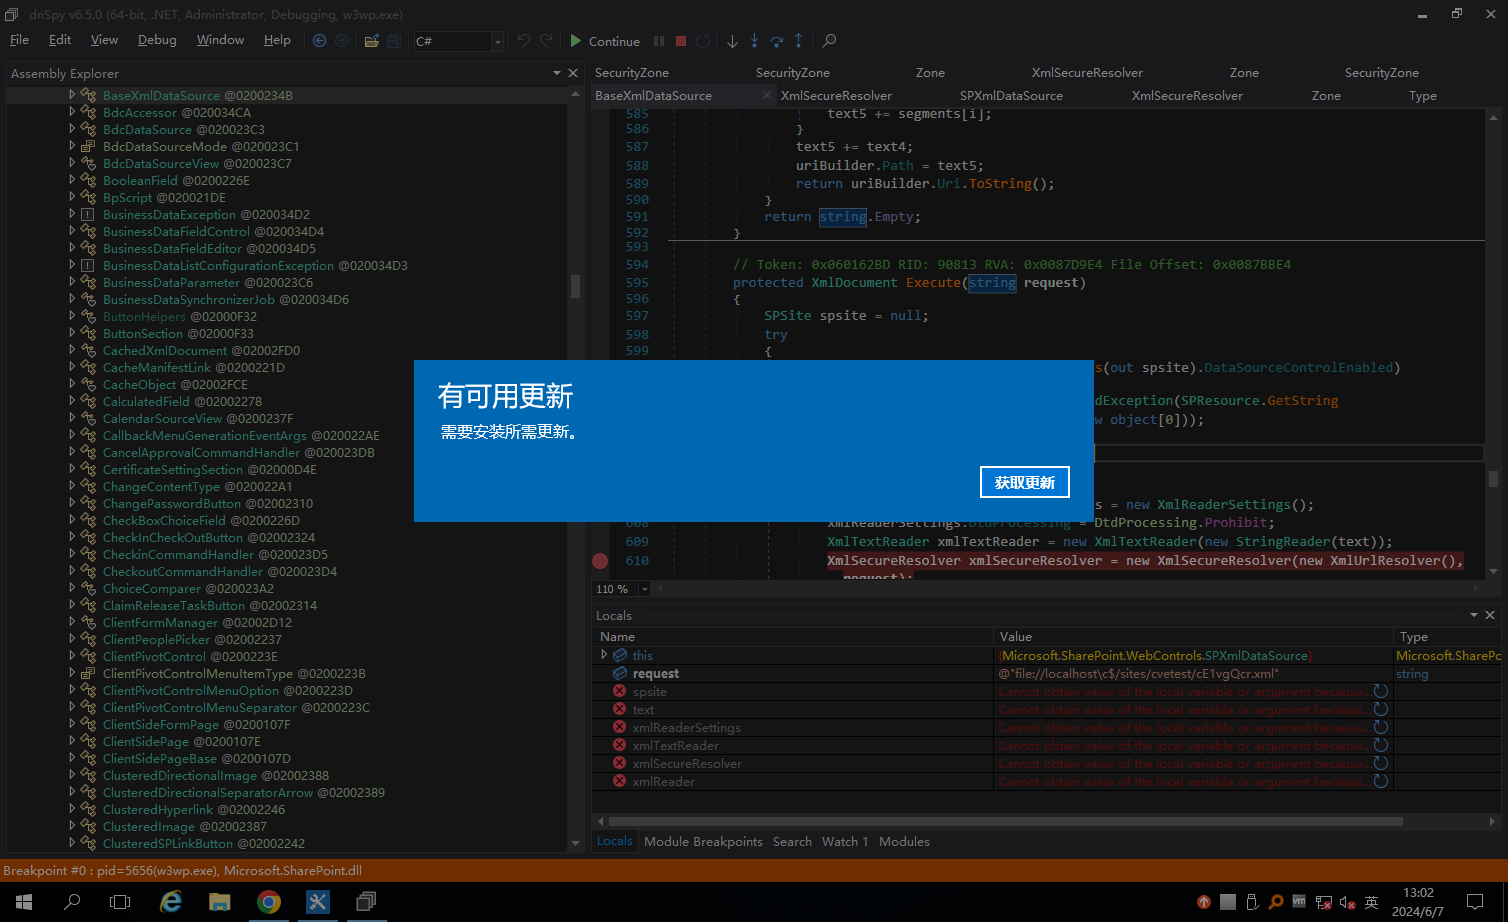 dnSpy v6.5.0 (64-bit, .NET, Administrator, Debugging, w3wp.exe)
File Edit View Debug Window Help C# Continue
Assembly Explorer
BaseXmlDataSource @0200234B
BdcAccessor @020034CA
BdcDataSource @020023C3
BdcDataSourceMode @020023C1
BdcDataSourceView @020023C7
BooleanField @0200226E
BpScript @020021DE
BusinessDataException @020034D2
BusinessDataFieldControl @020034D4
BusinessDataFieldEditor @020034D5
BusinessDataListConfigurationException @020034D3
BusinessDataParameter @020023C6
BusinessDataSynchronizerJob @020034D6
ButtonHelpers @02000F32
ButtonSection @02000F33
CachedXmlDocument @02002FD0
CacheManifestLink @0200221D
CacheObject @02002FCE
CalculatedField @02002278
CalendarSourceView @0200237F
CallbackMenuGenerationEventArgs @020022AE
CancelApprovalCommandHandler @020023DB
CertificateSettingSection @02000D4E
ChangeContentType @020022A1
ChangePasswordButton @02002310
CheckBoxChoiceField @0200226D
CheckInCheckOutButton @02002324
CheckinCommandHandler @020023D5
CheckoutCommandHandler @020023D4
ChoiceComparer @020023A2
ClaimReleaseTaskButton @02002314
ClientFormManager @02002D12
ClientPeoplePicker @02002237
ClientPivotControl @0200223E
ClientPivotControlMenuItemType @0200223B
ClientPivotControlMenuOption @0200223D
ClientPivotControlMenuSeparator @0200223C
ClientSideFormPage @0200107F
ClientSidePage @0200107E
ClientSidePageBase @0200107D
ClusteredDirectionalImage @02002388
ClusteredDirectionalSeparatorArrow @02002389
ClusteredHyperlink @02002246
ClusteredImage @02002387
ClusteredSPLinkButton @02002242
SecurityZone SecurityZone Zone XmlSecureResolver Zone SecurityZone
BaseXmlDataSource XmlSecureResolver SPXmlDataSource XmlSecureResolver Zone Type
585 text5 += segments[i];
586 }
587 text5 += text4;
588 uriBuilder.Path = text5;
589 return uriBuilder.Uri.ToString();
590 }
591 return string.Empty;
592 }
593
594 // Token: 0x060162BD RID: 90813 RVA: 0x0087D9E4 File Offset: 0x0087BBE4
595 protected XmlDocument Execute(string request)
596 {
597 SPSite spsite = null;
598 try
599 {
s(out spsite).DataSourceControlEnabled)
dException(SPResource.GetString
w object[0]));
s = new XmlReaderSettings();
608 xmlReaderSettings.DtdProcessing = DtdProcessing.Prohibit;
609 XmlTextReader xmlTextReader = new XmlTextReader(new StringReader(text));
610 XmlSecureResolver xmlSecureResolver = new XmlSecureResolver(new XmlUrlResolver(),
request);
110 %
有可用更新
需要安装所需更新。
获取更新
Locals
Name Value Type
this {Microsoft.SharePoint.WebControls.SPXmlDataSource} Microsoft.SharePc
request @"file://localhost\c$/sites/cvetest/cE1vgQcr.xml" string
spsite Cannot obtain value of the local variable or argument because...
text Cannot obtain value of the local variable or argument because...
xmlReaderSettings Cannot obtain value of the local variable or argument because...
xmlTextReader Cannot obtain value of the local variable or argument because...
xmlSecureResolver Cannot obtain value of the local variable or argument because...
xmlReader Cannot obtain value of the local variable or argument because...
Locals Module Breakpoints Search Watch 1 Modules
Breakpoint #0 : pid=5656(w3wp.exe), Microsoft.SharePoint.dll
vm 英 13:02
2024/6/7